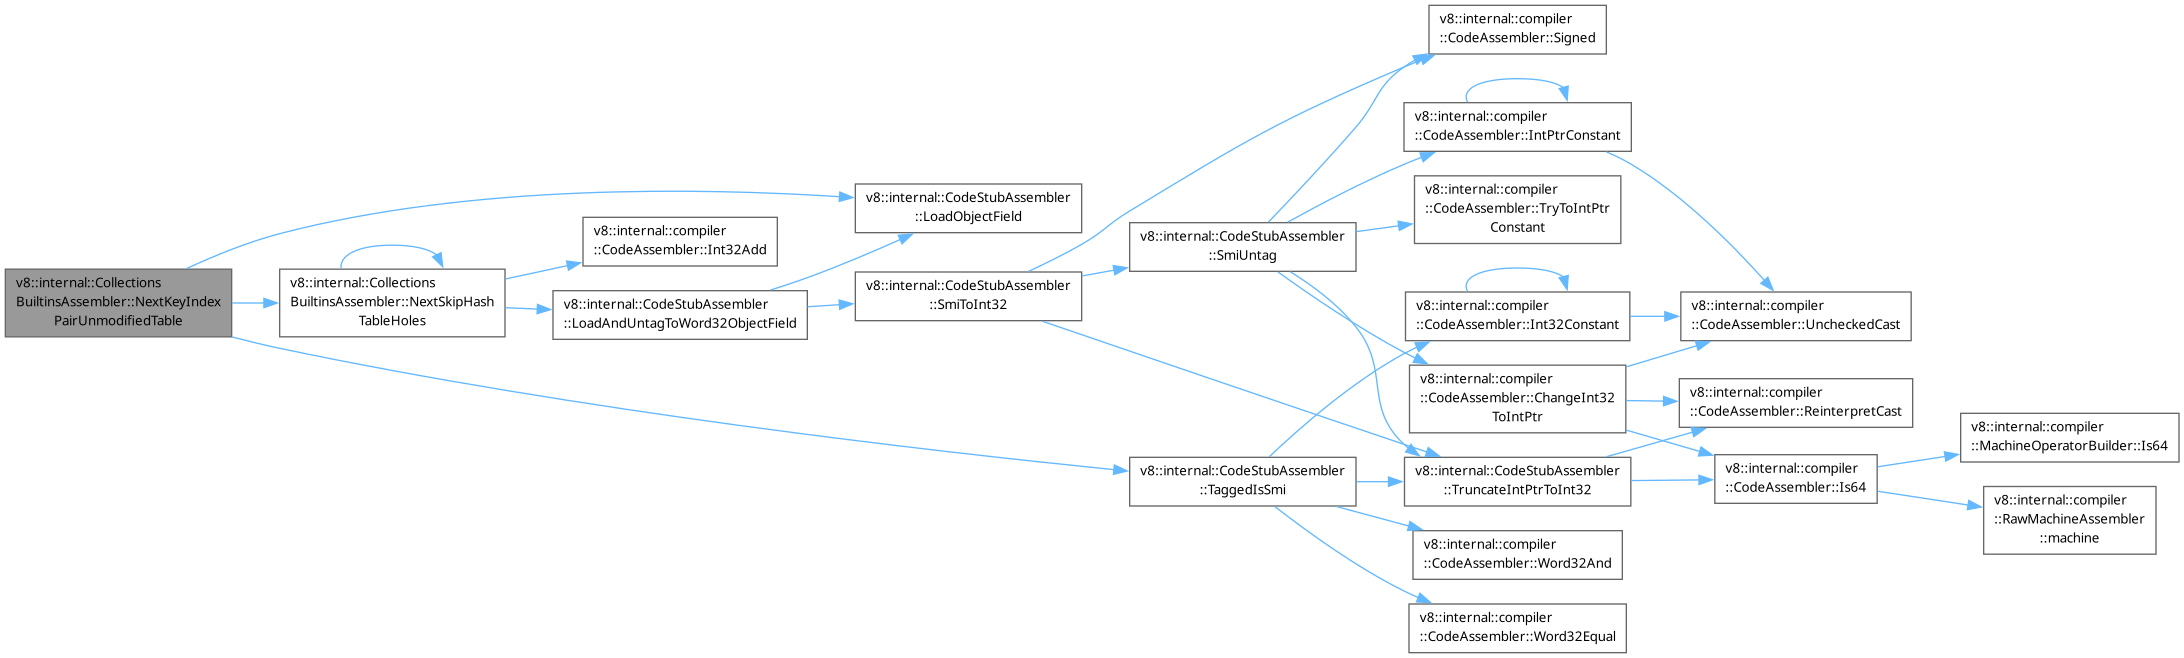 v8::internal::Collections
BuiltinsAssembler::NextKeyIndex
PairUnmodifiedTable
v8::internal::CodeStubAssembler
::LoadObjectField
v8::internal::Collections
BuiltinsAssembler::NextSkipHash
TableHoles
v8::internal::compiler
::CodeAssembler::Int32Add
v8::internal::CodeStubAssembler
::LoadAndUntagToWord32ObjectField
v8::internal::CodeStubAssembler
::SmiToInt32
v8::internal::compiler
::CodeAssembler::Signed
v8::internal::CodeStubAssembler
::SmiUntag
v8::internal::compiler
::CodeAssembler::IntPtrConstant
v8::internal::compiler
::CodeAssembler::TryToIntPtr
Constant
v8::internal::compiler
::CodeAssembler::Int32Constant
v8::internal::compiler
::CodeAssembler::UncheckedCast
v8::internal::compiler
::CodeAssembler::ChangeInt32
ToIntPtr
v8::internal::compiler
::CodeAssembler::ReinterpretCast
v8::internal::CodeStubAssembler
::TaggedIsSmi
v8::internal::CodeStubAssembler
::TruncateIntPtrToInt32
v8::internal::compiler
::CodeAssembler::Is64
v8::internal::compiler
::MachineOperatorBuilder::Is64
v8::internal::compiler
::RawMachineAssembler
::machine
v8::internal::compiler
::CodeAssembler::Word32And
v8::internal::compiler
::CodeAssembler::Word32Equal